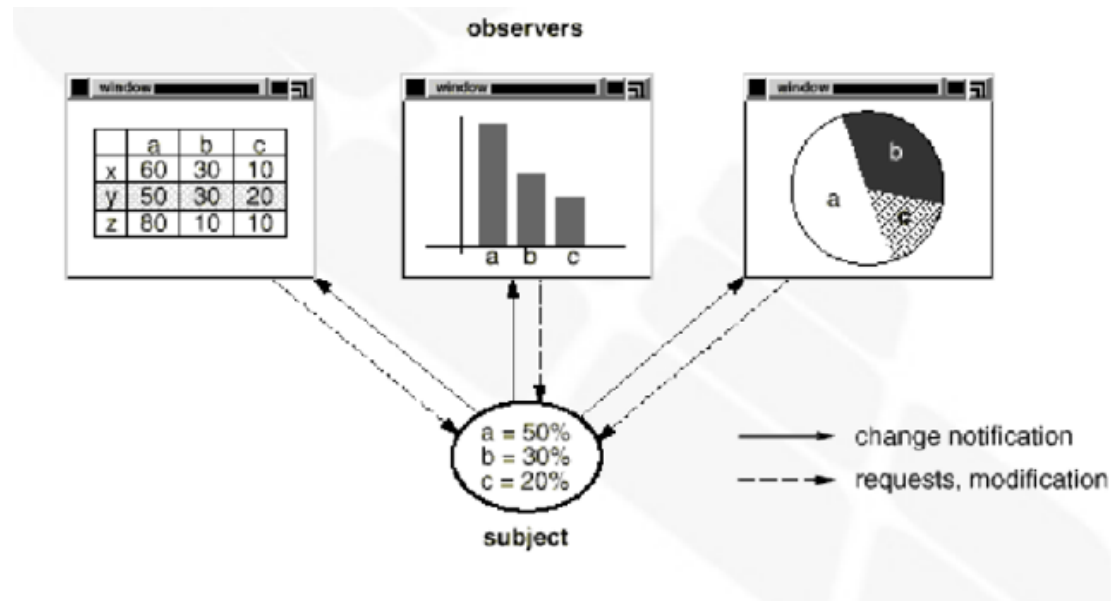 observers
window
a b c
x 60 30 10
y 50 30 20
z 80 10 10
window
a b c
window
a
b
c
a = 50%
b = 30%
c = 20%
subject
change notification
requests, modification